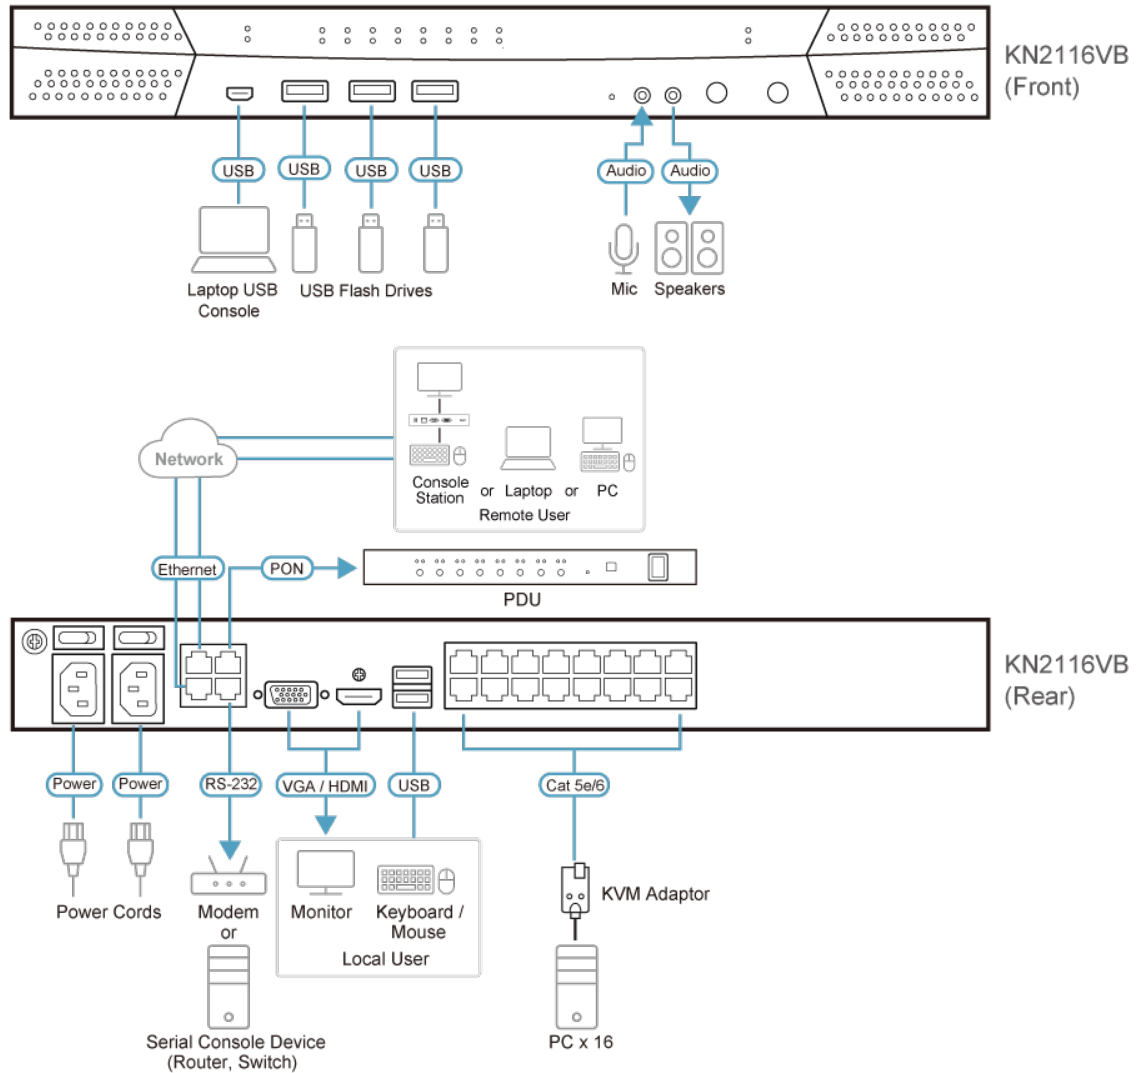 KN2116VB
(Front)
USB
USB
USB
USB
Audio
Audio
Laptop USB
Console
USB Flash Drives
Mic
Speakers
Network
Console
Station
or
Laptop
or
PC
Remote User
Ethernet
PON
PDU
KN2116VB
(Rear)
Power
Power
RS-232
VGA / HDMI
USB
Cat 5e/6
Power Cords
Modem
or
Monitor
Keyboard /
Mouse
Local User
KVM Adaptor
Serial Console Device
(Router, Switch)
PC x 16